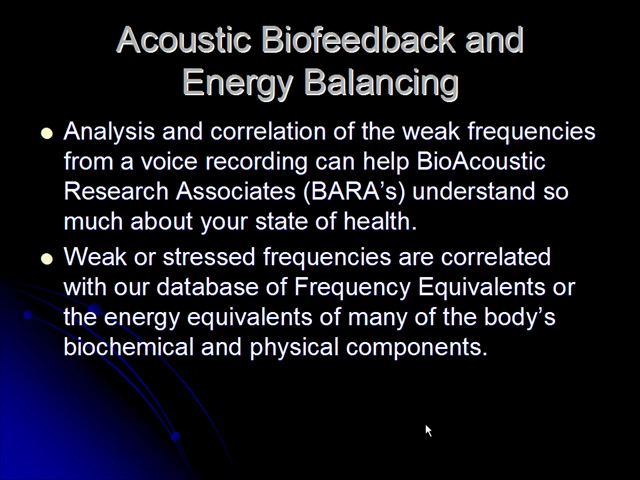 Acoustic Biofeedback and
Energy Balancing
Analysis and correlation of the weak frequencies
from a voice recording can help BioAcoustic
Research Associates (BARA's) understand so
much about your state of health.
Weak or stressed frequencies are correlated
with our database of Frequency Equivalents or
the energy equivalents of many of the body's
biochemical and physical components.